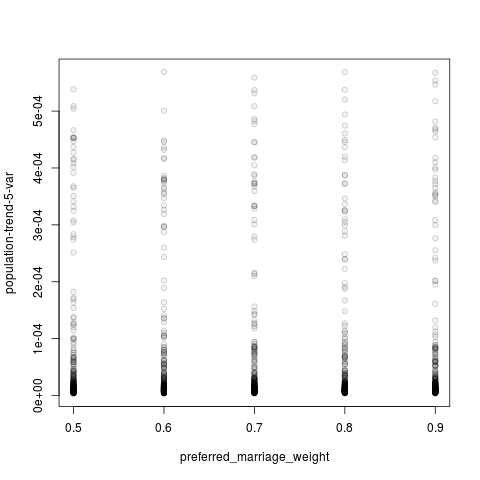 population-trend-5-var
5e-04
4e-04
3e-04
2e-04
1e-04
0e+00
0.5 0.6 0.7 0.8 0.9
preferred_marriage_weight